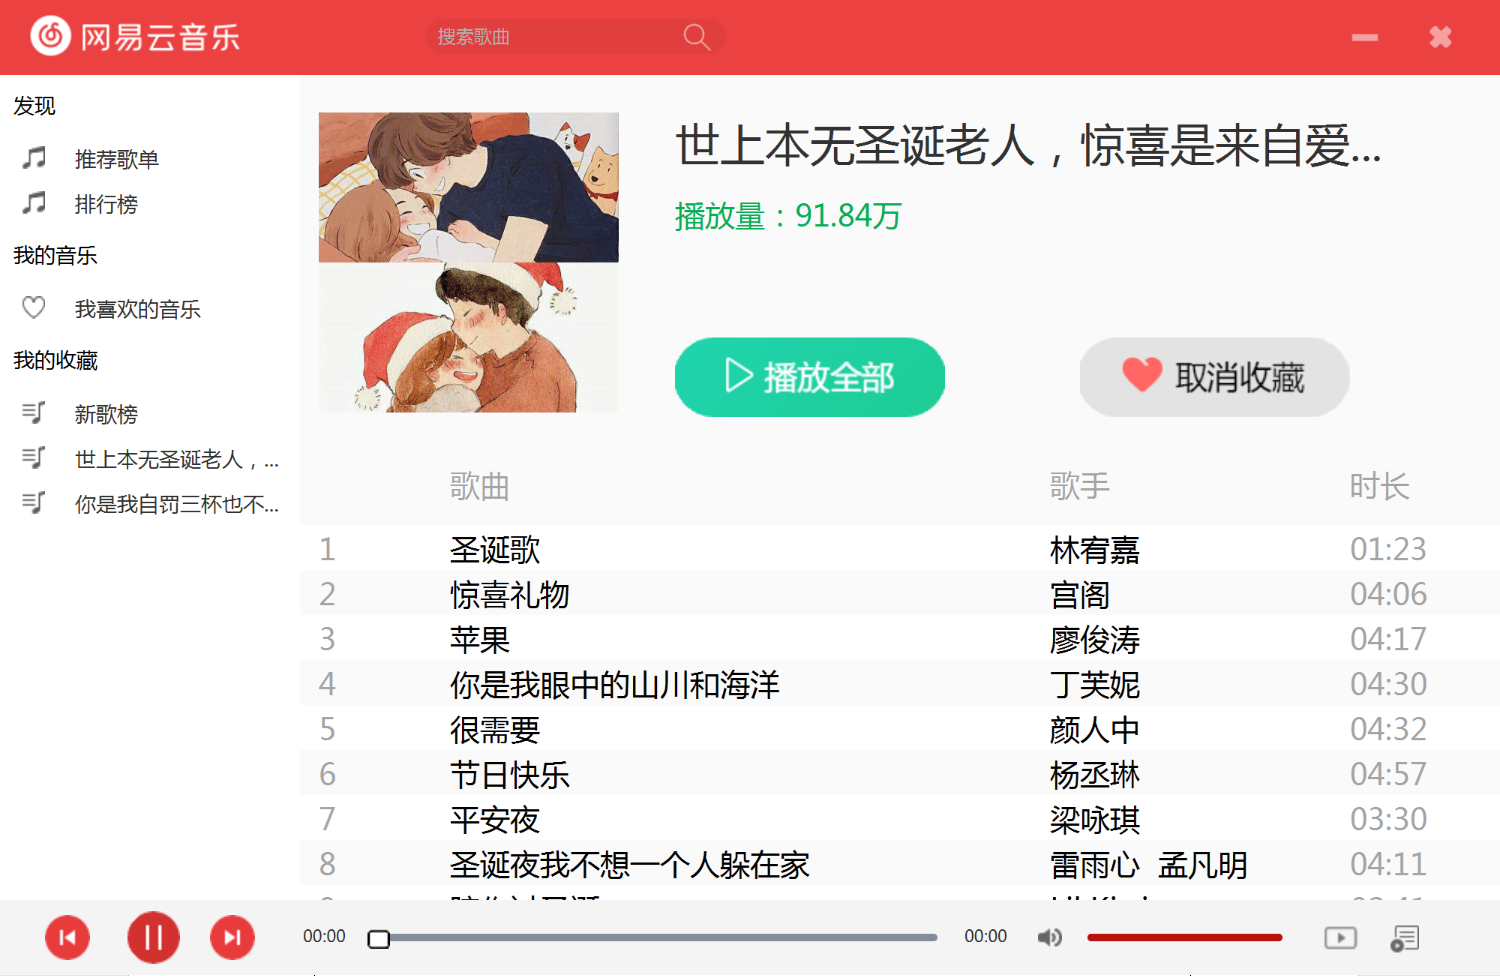 网易云音乐
搜索歌曲
发现
推荐歌单
排行榜
我的音乐
我喜欢的音乐
我的收藏
新歌榜
世上本无圣诞老人，...
你是我自罚三杯也不...
世上本无圣诞老人，惊喜是来自爱...
播放量：91.84万
播放全部
取消收藏
歌曲 歌手 时长
1 圣诞歌 林宥嘉 01:23
2 惊喜礼物 宫阁 04:06
3 苹果 廖俊涛 04:17
4 你是我眼中的山川和海洋 丁芙妮 04:30
5 很需要 颜人中 04:32
6 节日快乐 杨丞琳 04:57
7 平安夜 梁咏琪 03:30
8 圣诞夜我不想一个人躲在家 雷雨心 孟凡明 04:11
00:00 00:00